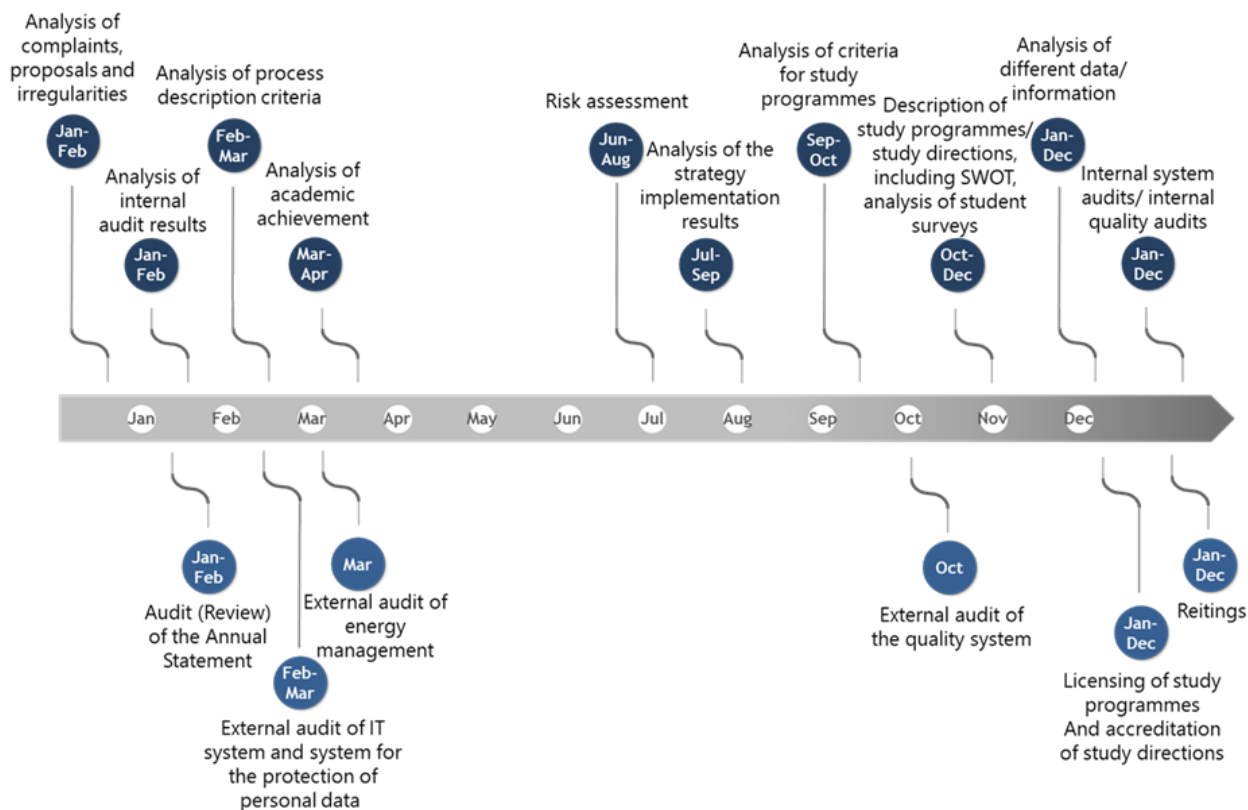 Analysis of
complaints,
proposals and
irregularities
Jan-
Feb
Analysis of
internal
audit results
Jan-
Feb
Analysis of process
description criteria
Feb-
Mar
Analysis of
academic
achievement
Mar-
Apr
Risk assessment
Jun-
Aug
Analysis of the
strategy
implementation
results
Jul-
Sep
Analysis of criteria
for study
programmes
Sep-
Oct
Description of
study programmes/
study directions,
including SWOT,
analysis of student
surveys
Oct-
Dec
Analysis of
different data/
information
Jan-
Dec
Internal system
audits/ internal
quality audits
Jan-
Dec
Jan Feb Mar Apr May Jun Jul Aug Sep Oct Nov Dec
Jan-
Feb
Audit (Review)
of the Annual
Statement
Feb-
Mar
External audit of IT
system and system for
the protection of
personal data
Mar
External audit of
energy
management
Oct
External audit of
the quality system
Jan-
Dec
Licensing of study
programmes
And accreditation
of study directions
Jan-
Dec
Reitings